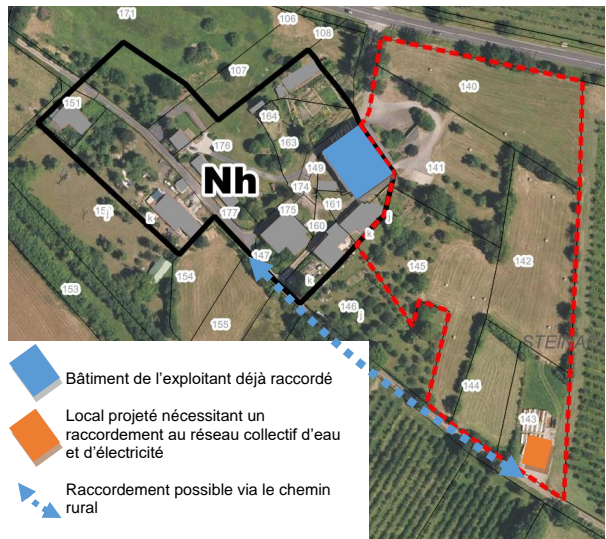 171
106
108
107
140
151
164
176
163
141
149
174
Nh
161
177
175
160
J
k
j
k
147
145
142
154
k
146
j
153
155
STEINA
144
143
Bâtiment de l'exploitant déjà raccordé
Local projeté nécessitant un
raccordement au réseau collectif d'eau
et d'électricité
Raccordement possible via le chemin
rural